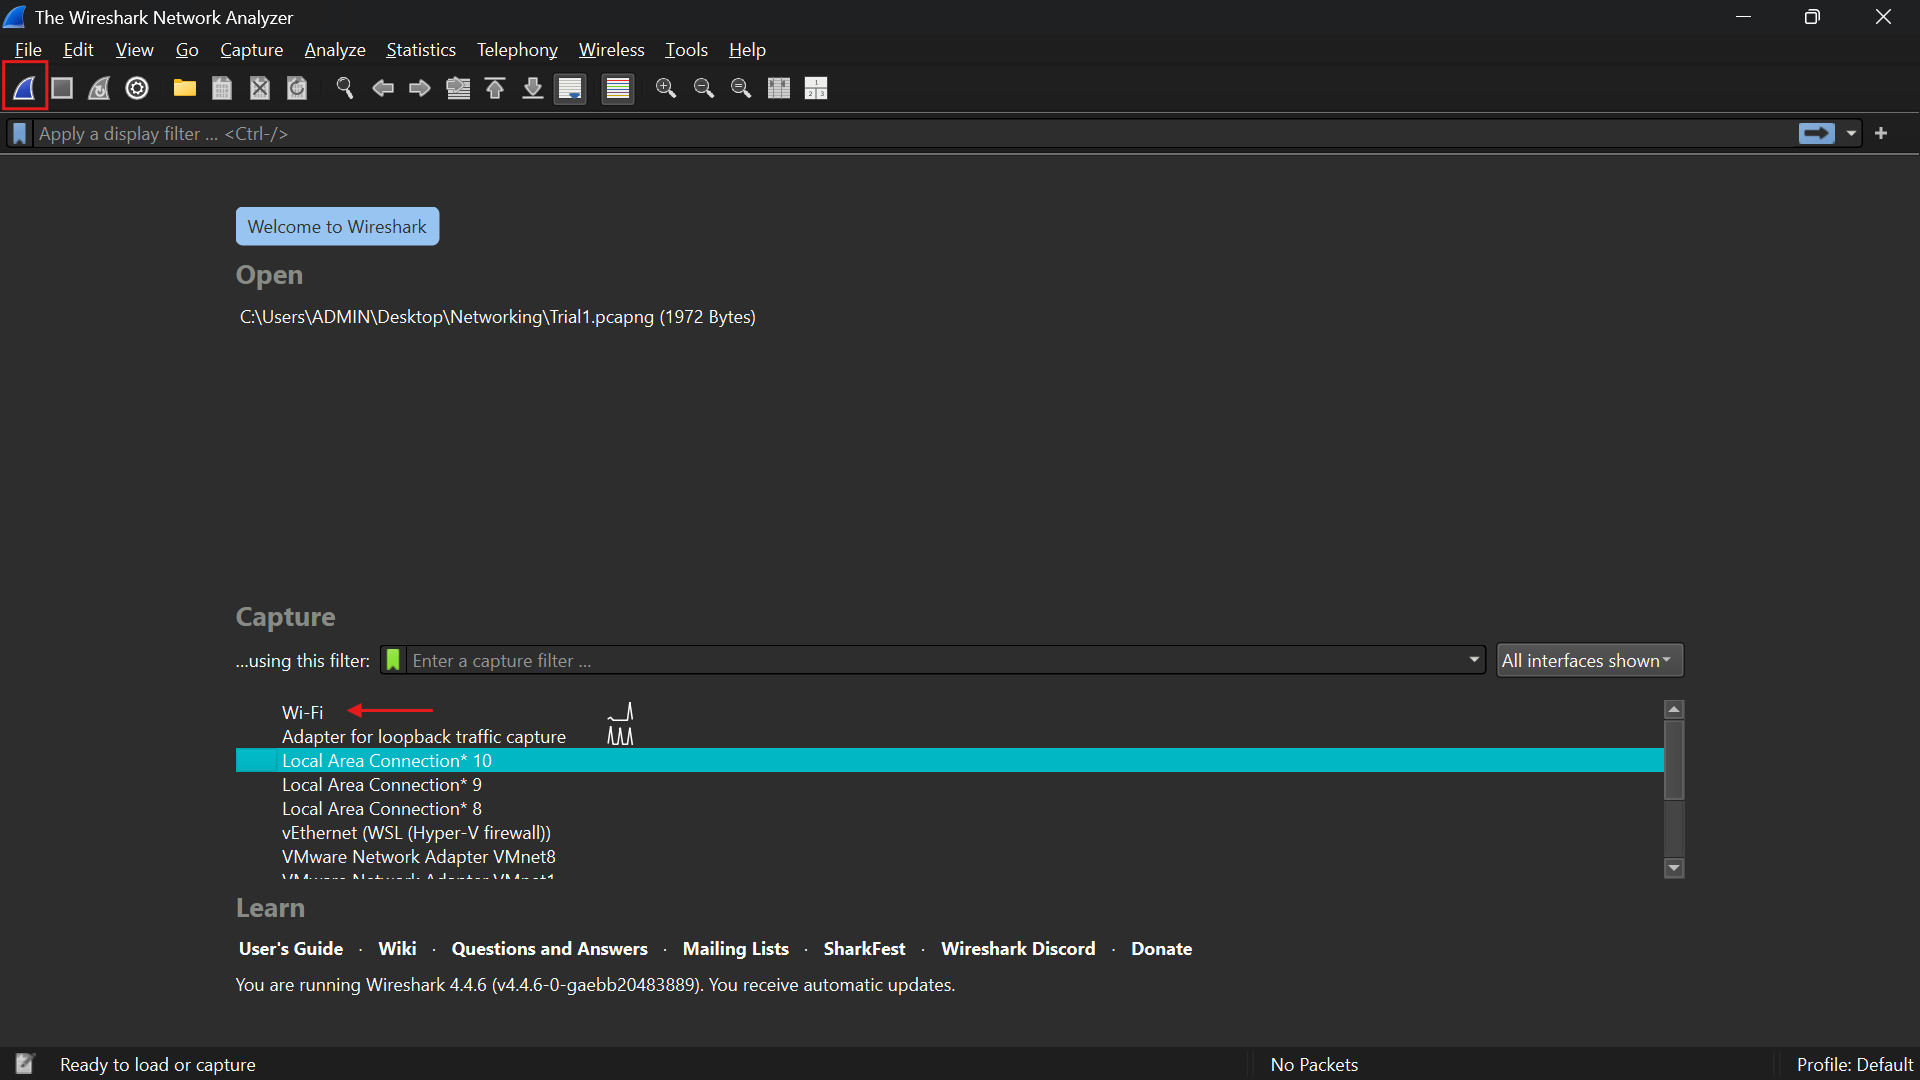 The Wireshark Network Analyzer
File Edit View Go Capture Analyze Statistics Telephony Wireless Tools Help
Apply a display filter ... <Ctrl-/>
Welcome to Wireshark
Open
C:\Users\ADMIN\Desktop\Networking\Trial1.pcapng (1972 Bytes)
Capture
...using this filter: Enter a capture filter ... All interfaces shown
Wi-Fi
Adapter for loopback traffic capture
Local Area Connection* 10
Local Area Connection* 9
Local Area Connection* 8
vEthernet (WSL (Hyper-V firewall))
VMware Network Adapter VMnet8
VMware Network Adapter VMnet1
Learn
User's Guide · Wiki · Questions and Answers · Mailing Lists · SharkFest · Wireshark Discord · Donate
You are running Wireshark 4.4.6 (v4.4.6-0-gaebb20483889). You receive automatic updates.
Ready to load or capture No Packets Profile: Default